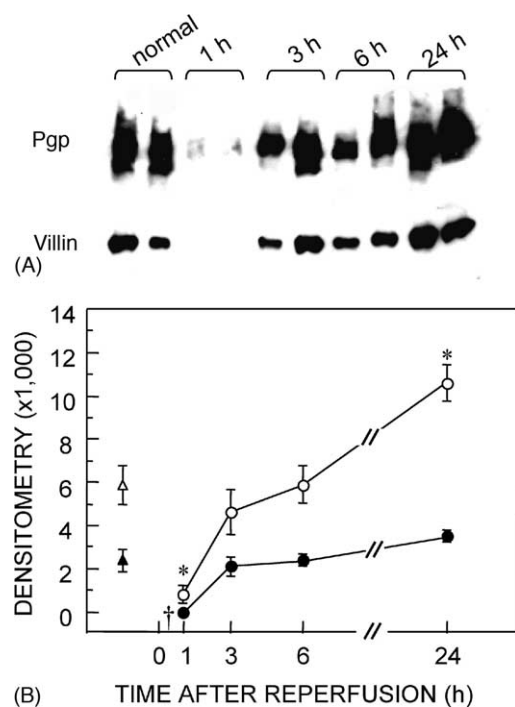 normal 1 h 3 h 6 h 24 h
Pgp
Villin
(A)
14
12
10
8
6
4
2
0
DENSITOMETRY (x1,000)
*
*
†
0 1 3 6 24
(B) TIME AFTER REPERFUSION (h)